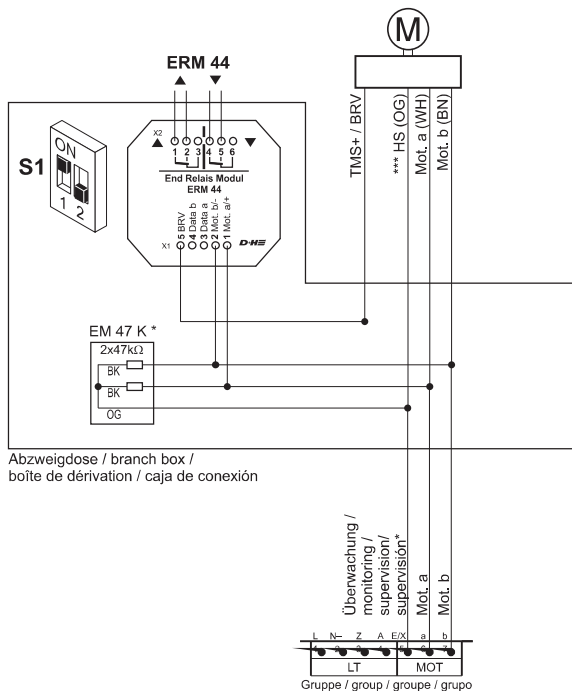 M
ERM 44
TMS+ / BRV
*** HS (OG)
Mot. a (WH)
Mot. b (BN)
S1
ON
1 2
X2
1 2 3 4 5 6
End Relais Modul
ERM 44
5 BRV
4 Data b
3 Data a
2 Mot. b/-
1 Mot. a/+
X1
D+H
EM 47 K *
2x47kΩ
BK
BK
OG
Abzweigdose / branch box /
boîte de dérivation / caja de conexión
Überwachung /
monitoring /
supervision/
supervisión*
Mot. a
Mot. b
L N– Z A E/X a b
LT MOT
Gruppe / group / groupe / grupo